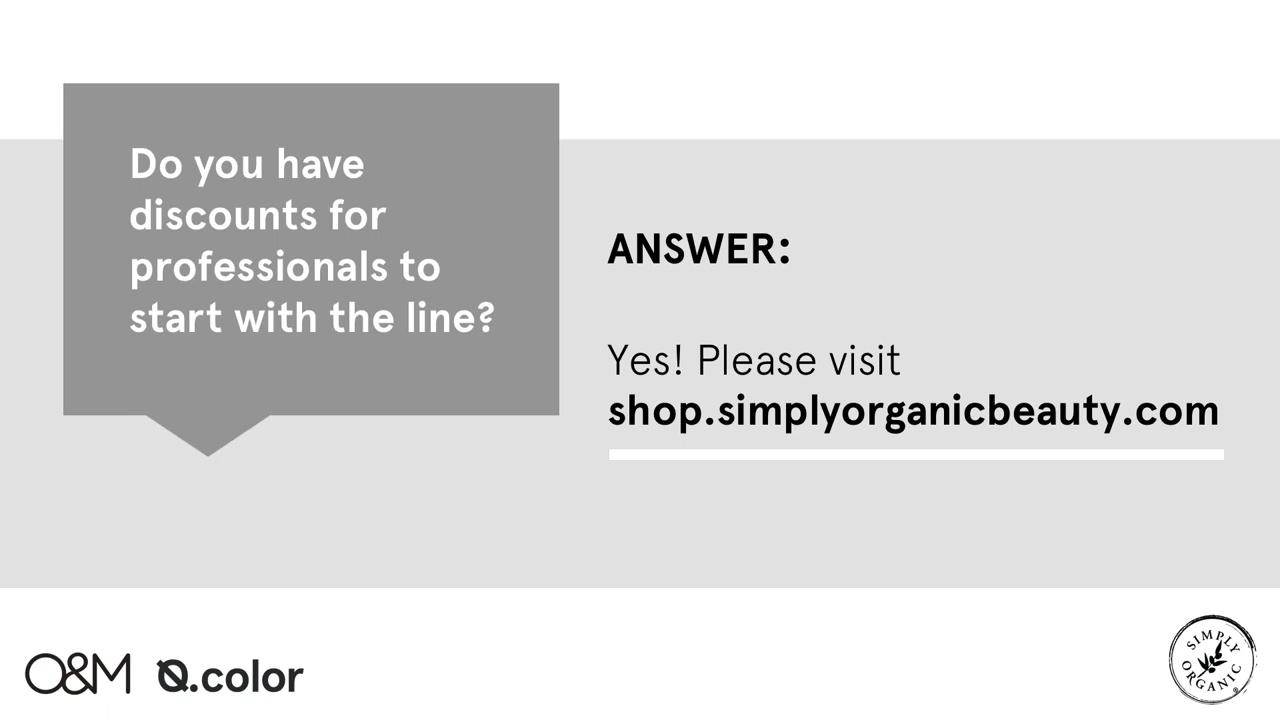 Do you have
discounts for
professionals to
start with the line?
ANSWER:
Yes! Please visit
shop.simplyorganicbeauty.com
O&M Ø.color
SIMPLY
ORGANIC
®